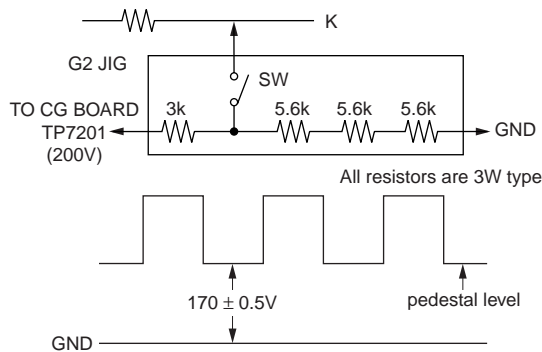 K
G2 JIG
SW
TO CG BOARD
TP7201
(200V)
3k
5.6k
5.6k
5.6k
GND
All resistors are 3W type
170 ± 0.5V
pedestal level
GND